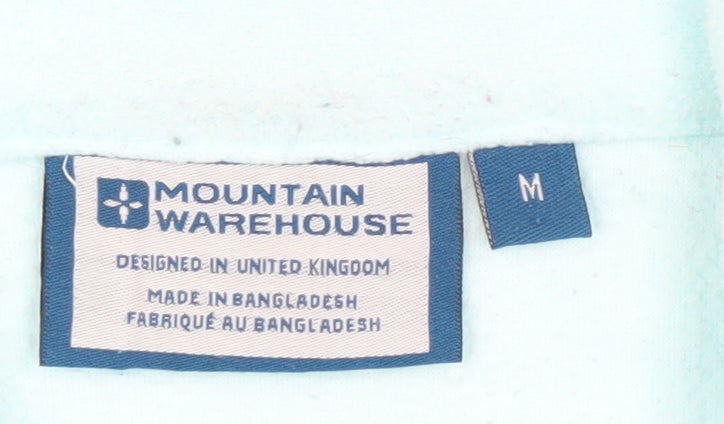 MOUNTAIN
WAREHOUSE
DESIGNED IN UNITED KINGDOM
MADE IN BANGLADESH
FABRIQUÉ AU BANGLADESH
M